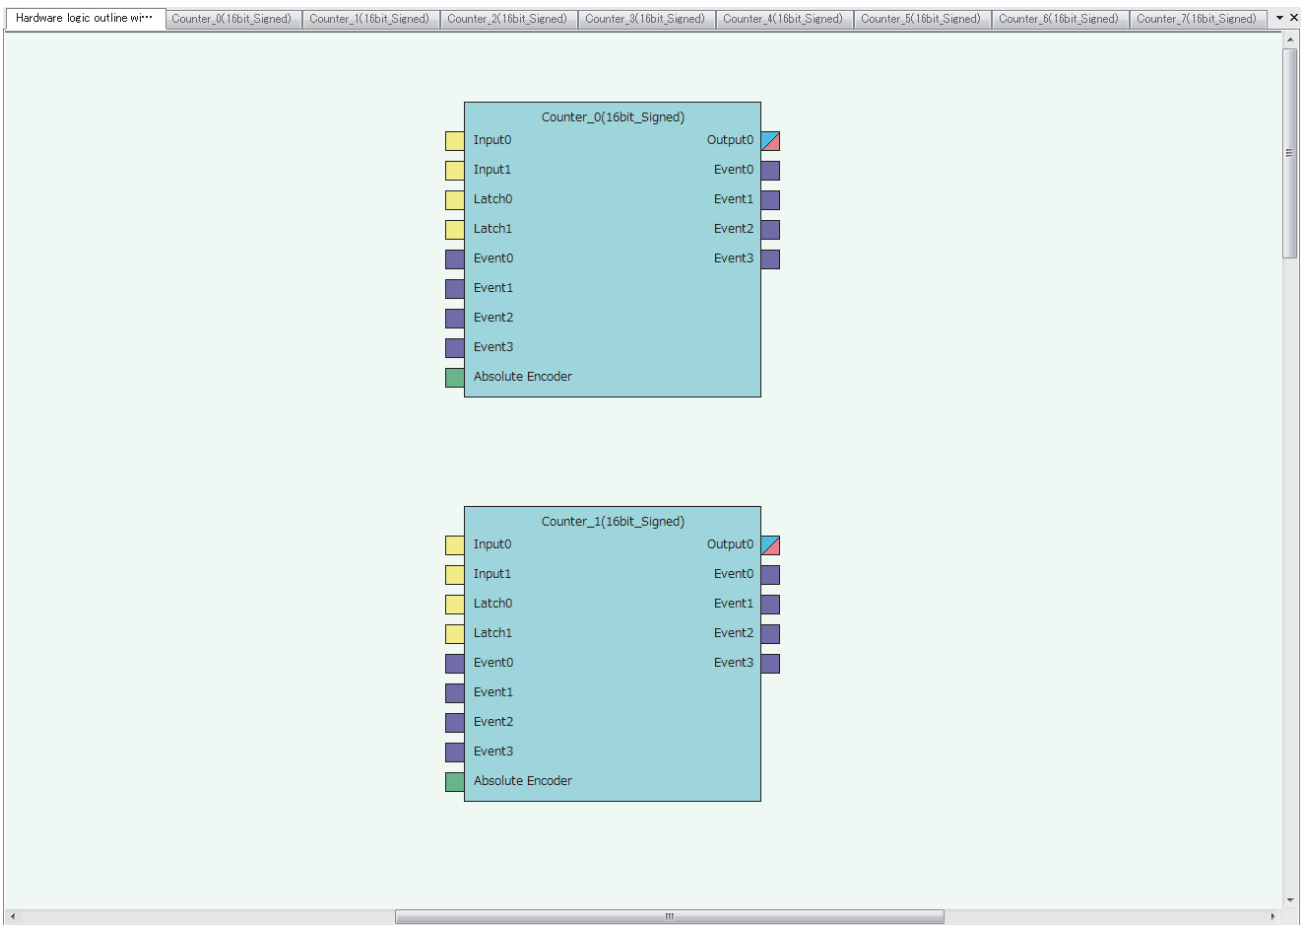 Hardware logic outline wi…
Counter_0(16bit_Signed)
Counter_1(16bit_Signed)
Counter_2(16bit_Signed)
Counter_3(16bit_Signed)
Counter_4(16bit_Signed)
Counter_5(16bit_Signed)
Counter_6(16bit_Signed)
Counter_7(16bit_Signed)
Counter_0(16bit_Signed)
Input0 Output0
Input1 Event0
Latch0 Event1
Latch1 Event2
Event0 Event3
Event1
Event2
Event3
Absolute Encoder
Counter_1(16bit_Signed)
Input0 Output0
Input1 Event0
Latch0 Event1
Latch1 Event2
Event0 Event3
Event1
Event2
Event3
Absolute Encoder